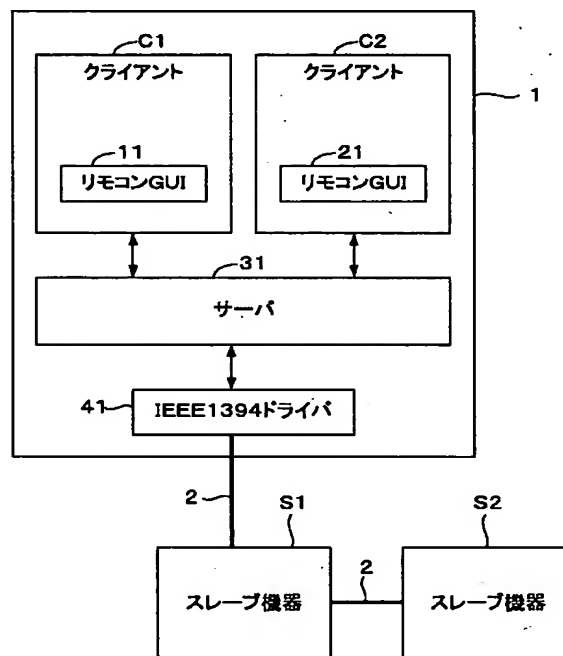 C1
C2
クライアント
クライアント
1
11
21
リモコンGUI
リモコンGUI
31
サーバ
41
IEEE1394ドライバ
2
S1
S2
スレーブ機器
2
スレーブ機器